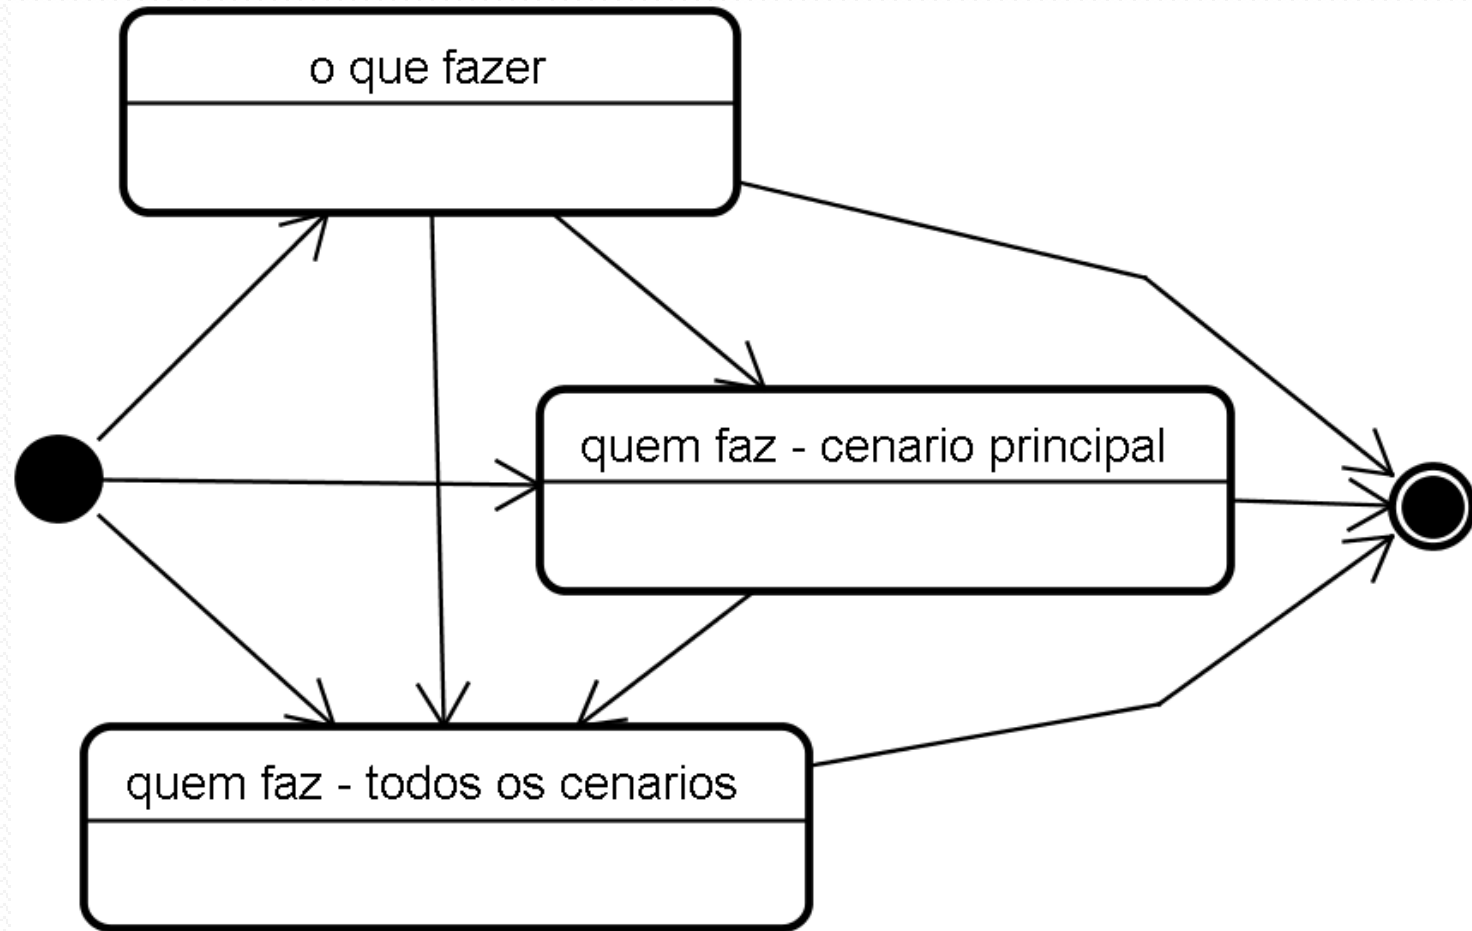 o que fazer
quem faz - cenario principal
quem faz - todos os cenarios